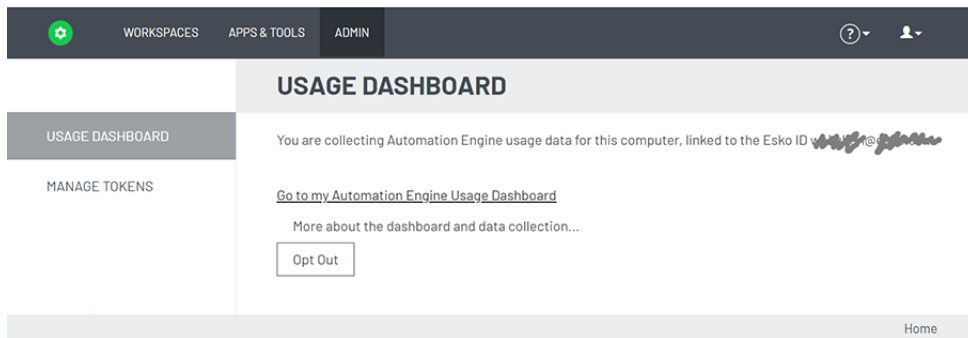 WORKSPACES APPS & TOOLS ADMIN ?
USAGE DASHBOARD
USAGE DASHBOARD
You are collecting Automation Engine usage data for this computer, linked to the Esko ID
MANAGE TOKENS
Go to my Automation Engine Usage Dashboard
More about the dashboard and data collection...
Opt Out
Home